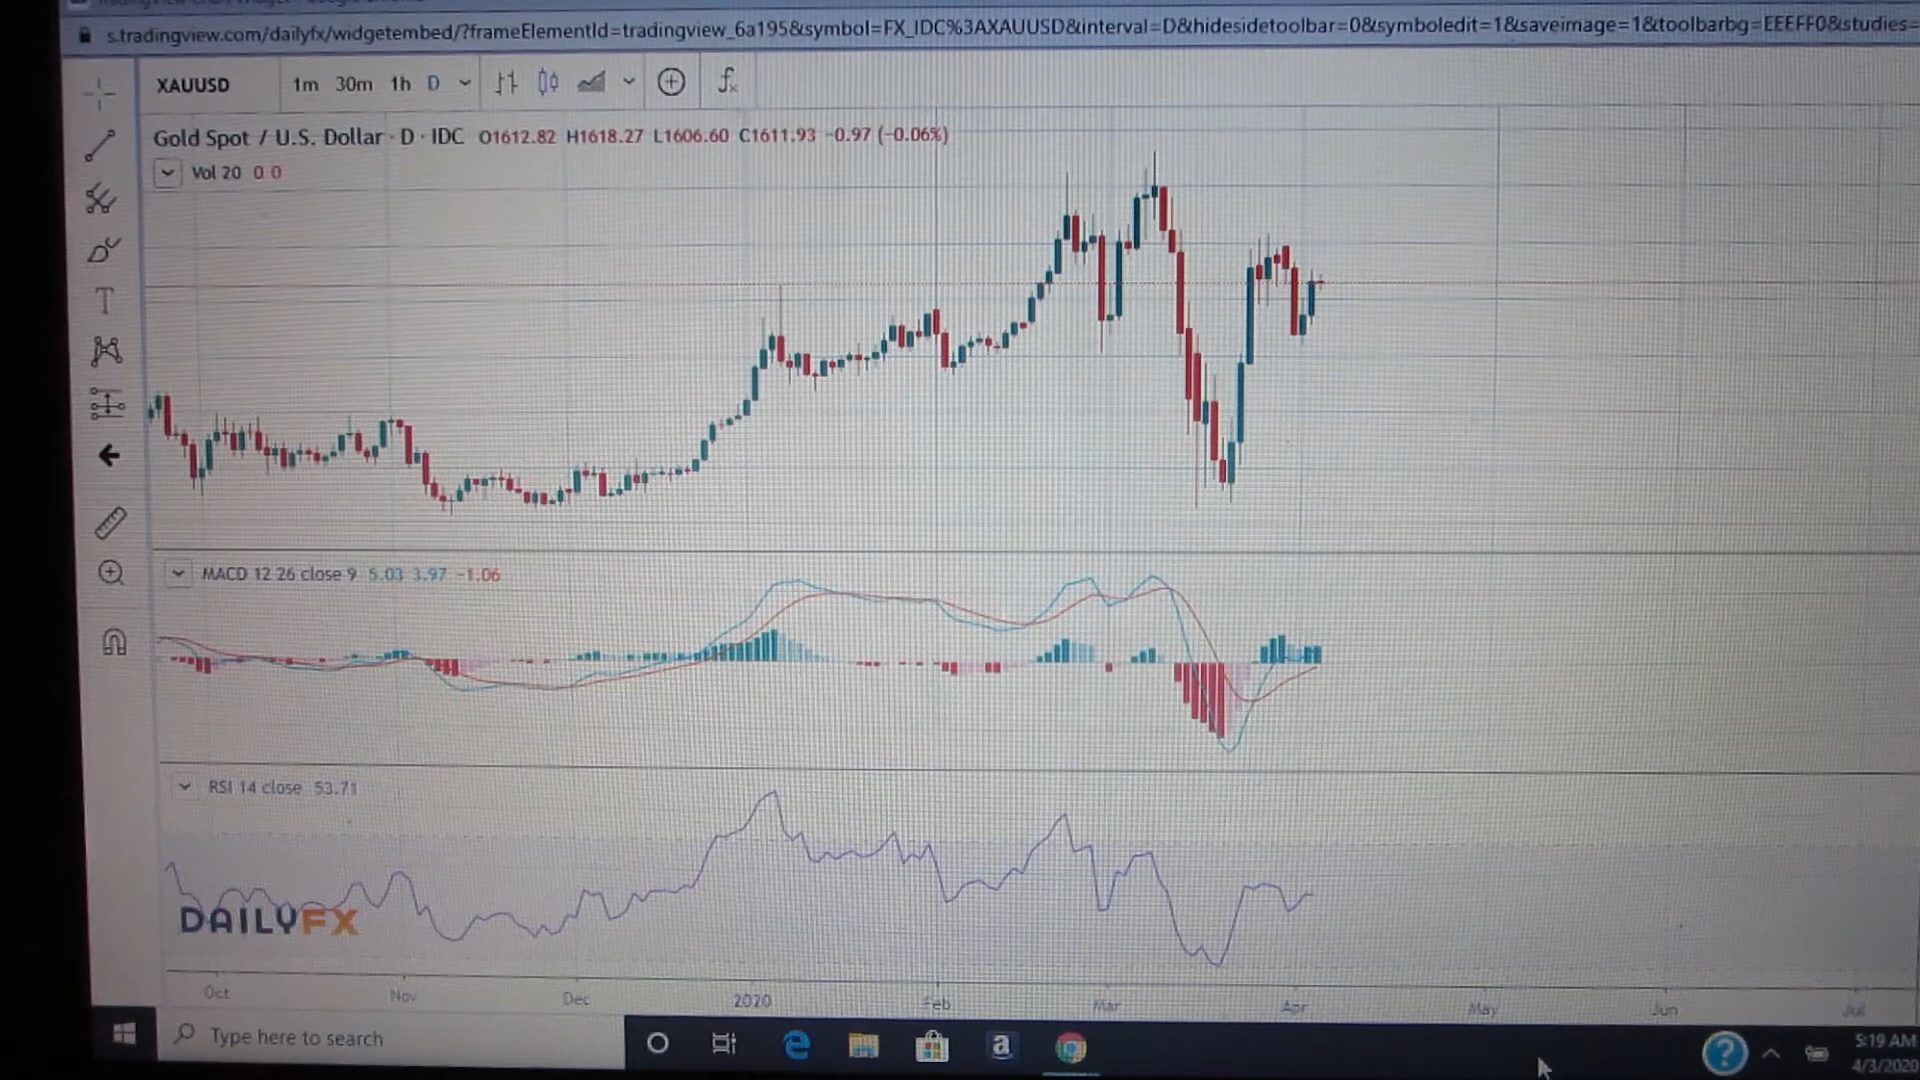 s.tradingview.com/dailyfx/widgetembed/?frameElementId=tradingview_6a195&symbol=FX_IDC%3AXAUUSD&interval=D&hidesidetoolbar=0&symboledit=1&saveimage=1&toolbarbg=EEEFF0&studies=
XAUUSD 1m 30m 1h D fx
Gold Spot / U.S. Dollar · D · IDC O1612.82 H1618.27 L1606.60 C1611.93 −0.97 (−0.06%)
Vol 20 0 0
MACD 12 26 close 9 5.03 3.97 −1.06
RSI 14 close 53.71
DAILYFX
Oct Nov Dec 2020 Feb Mar Apr May Jun Jul
Type here to search
5:19 AM
4/3/2020